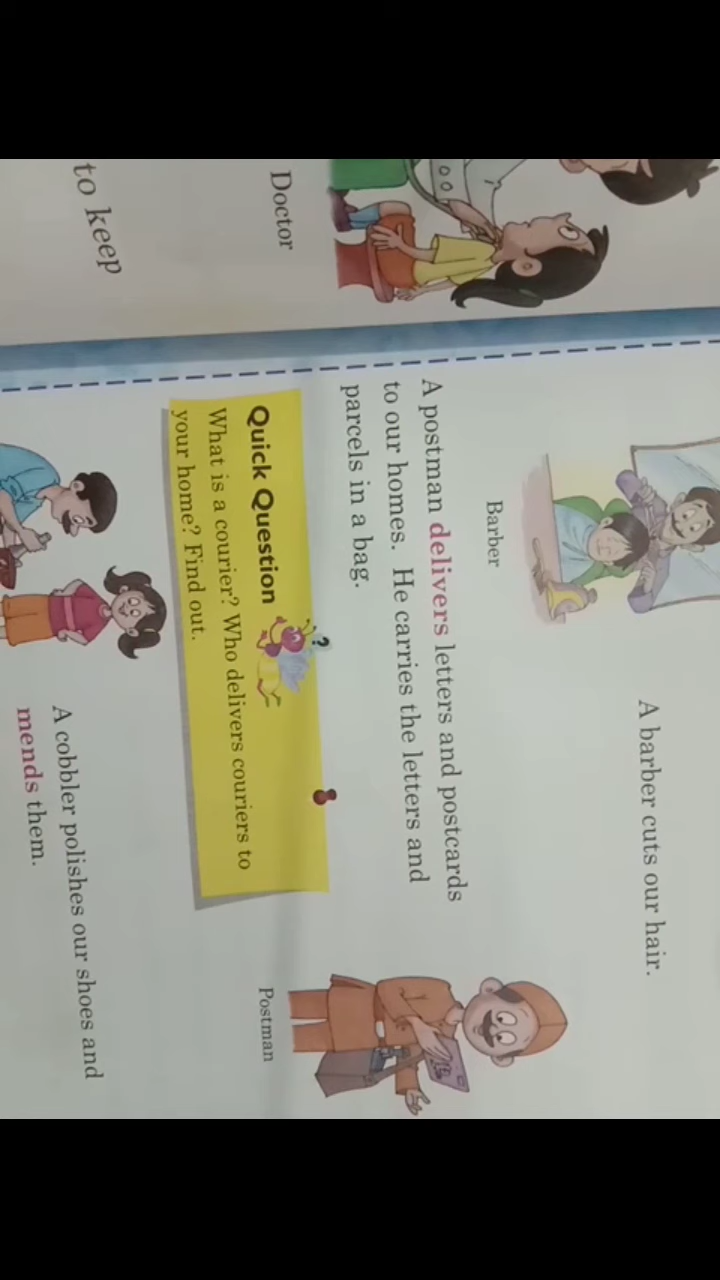 Doctor
to keep
A barber cuts our hair.
Barber
A postman delivers letters and postcards
to our homes. He carries the letters and
parcels in a bag.
Quick Question
What is a courier? Who delivers couriers to
your home? Find out.
Postman
A cobbler polishes our shoes and
mends them.